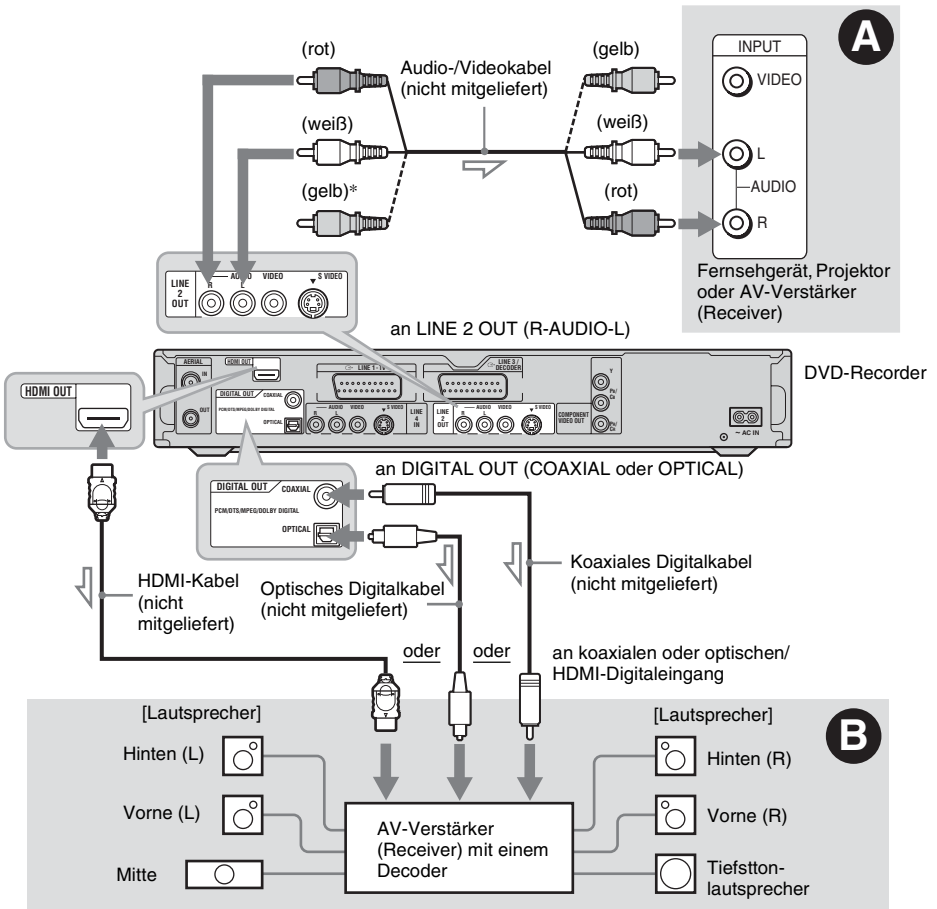 (rot)
(gelb)
A
INPUT
Audio-/Videokabel
(nicht mitgeliefert)
VIDEO
(weiß)
(weiß)
L
AUDIO
(gelb)*
(rot)
R
Fernsehgerät, Projektor
oder AV-Verstärker
(Receiver)
LINE
2
OUT
AUDIO
R
L
VIDEO
S VIDEO
an LINE 2 OUT (R-AUDIO-L)
DVD-Recorder
HDMI OUT
AERIAL
IN
OUT
HDMI OUT
LINE 1 - TV
LINE 3 /
DECODER
DIGITAL OUT
COAXIAL
PCM/DTS/MPEG/DOLBY DIGITAL
OPTICAL
AUDIO
R
L
VIDEO
S VIDEO
LINE
4
IN
LINE
2
OUT
AUDIO
R
L
VIDEO
S VIDEO
COMPONENT
VIDEO OUT
Y
PB/
CB
PR/
CR
~ AC IN
an DIGITAL OUT (COAXIAL oder OPTICAL)
DIGITAL OUT
COAXIAL
PCM/DTS/MPEG/DOLBY DIGITAL
OPTICAL
HDMI-Kabel
(nicht
mitgeliefert)
Optisches Digitalkabel
(nicht mitgeliefert)
Koaxiales Digitalkabel
(nicht mitgeliefert)
oder
oder
an koaxialen oder optischen/
HDMI-Digitaleingang
B
[Lautsprecher]
[Lautsprecher]
Hinten (L)
Hinten (R)
Vorne (L)
Vorne (R)
AV-Verstärker
(Receiver) mit einem
Decoder
Mitte
Tiefstton-
lautsprecher